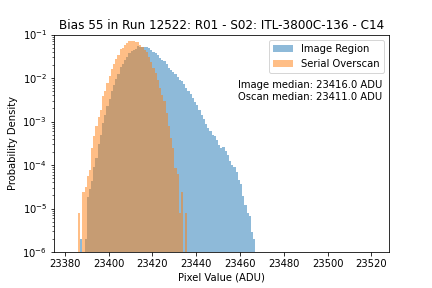 Bias 55 in Run 12522: R01 - S02: ITL-3800C-136 - C14
Image Region
Serial Overscan
Image median: 23416.0 ADU
Oscan median: 23411.0 ADU
Probability Density
10⁻¹
10⁻²
10⁻³
10⁻⁴
10⁻⁵
10⁻⁶
23380 23400 23420 23440 23460 23480 23500 23520
Pixel Value (ADU)